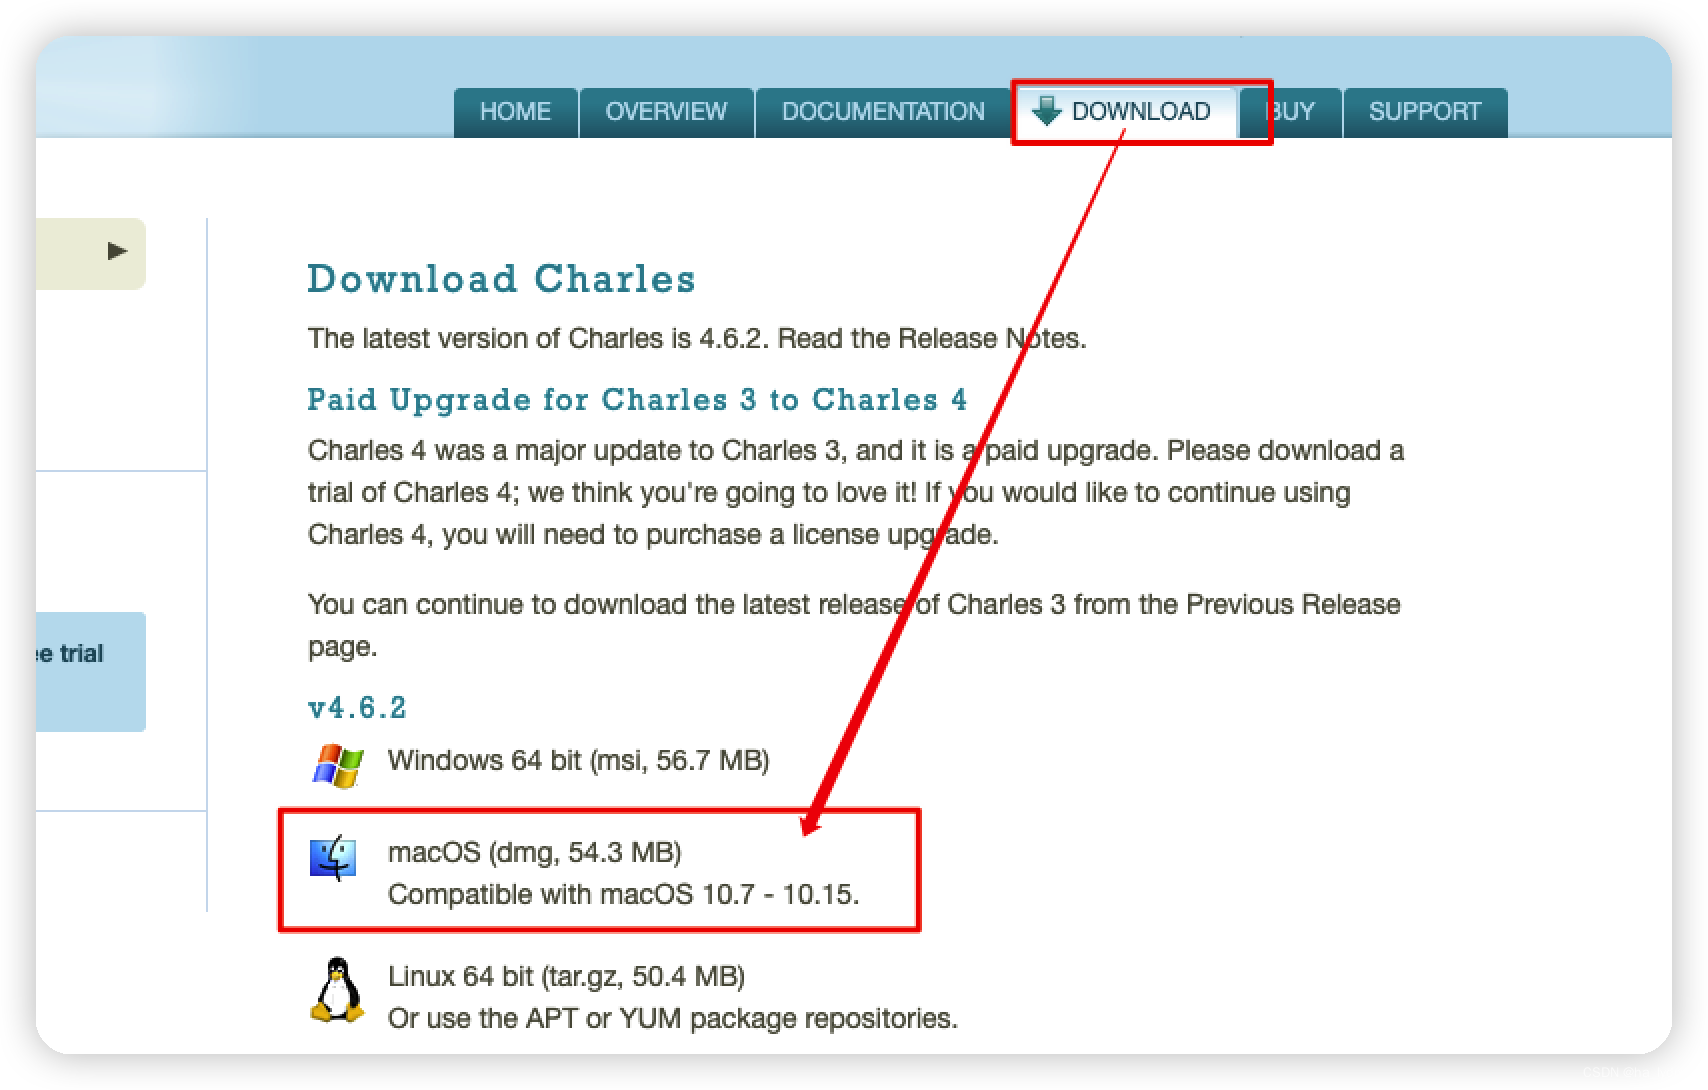 HOME OVERVIEW DOCUMENTATION DOWNLOAD BUY SUPPORT
Download Charles
The latest version of Charles is 4.6.2. Read the Release Notes.
Paid Upgrade for Charles 3 to Charles 4
Charles 4 was a major update to Charles 3, and it is a paid upgrade. Please download a
trial of Charles 4; we think you're going to love it! If you would like to continue using
Charles 4, you will need to purchase a license upgrade.
You can continue to download the latest release of Charles 3 from the Previous Release
page.
ee trial
v4.6.2
Windows 64 bit (msi, 56.7 MB)
macOS (dmg, 54.3 MB)
Compatible with macOS 10.7 - 10.15.
Linux 64 bit (tar.gz, 50.4 MB)
Or use the APT or YUM package repositories.